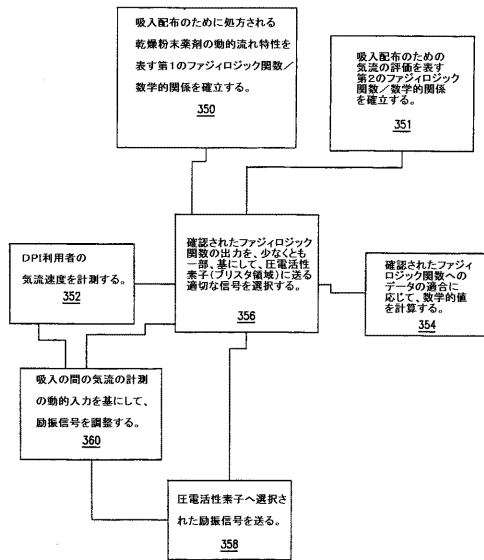 吸入配布のために処方される
乾燥粉末薬剤の動的流れ特性を
表す第1のファジィロジック関数／
数学的関係を確立する。
350
吸入配布のための
気流の評価を表す
第2のファジィロジック
関数／数学的関係
を確立する。
351
DPI利用者の
気流速度を計測する。
352
確認されたファジィロジック
関数の出力を、少なくとも
一部、基にして、圧電活性
素子(ブリスタ領域)に送る
適切な信号を選択する。
356
確認されたファジィ
ロジック関数への
データの適合に
応じて、数学的値
を計算する。
354
吸入の間の気流の計測
の動的入力を基にして、
励振信号を調整する。
360
圧電活性素子へ選択さ
れた励振信号を送る。
358